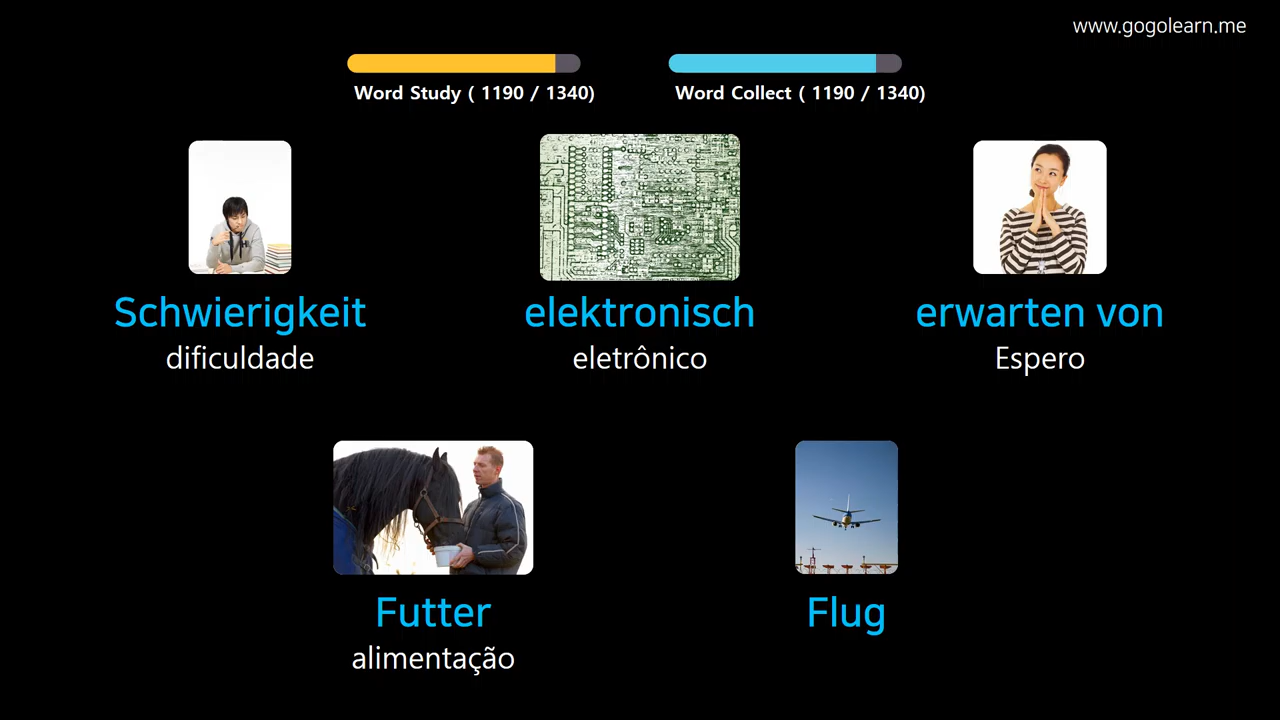 www.gogolearn.me
Word Study ( 1190 / 1340)
Word Collect ( 1190 / 1340)
Schwierigkeit
dificuldade
elektronisch
eletrônico
erwarten von
Espero
Futter
alimentação
Flug